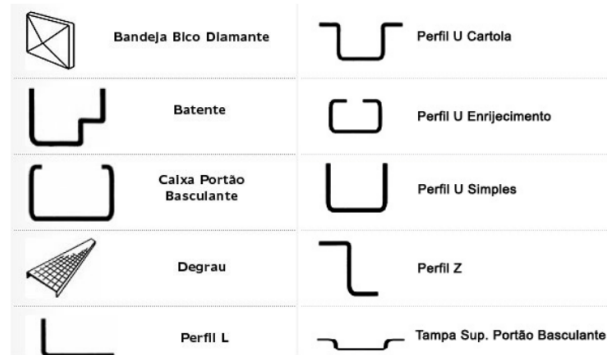 Bandeja Bico Diamante
Perfil U Cartola
Batente
Perfil U Enrijecimento
Caixa Portão
Basculante
Perfil U Simples
Degrau
Perfil Z
Perfil L
Tampa Sup. Portão Basculante